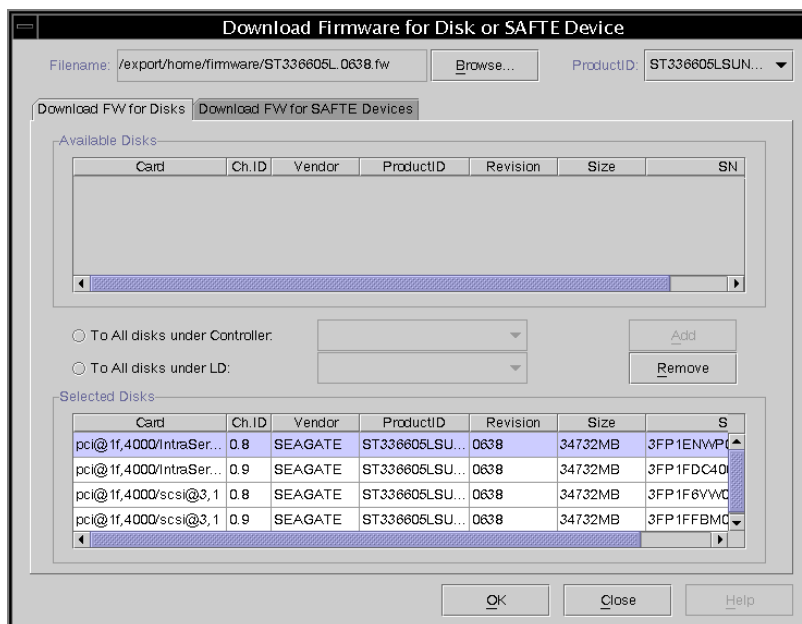 Download Firmware for Disk or SAFTE Device
Filename: /export/home/firmware/ST336605L.0638.fw Browse... ProductID: ST336605LSUN...
Download FW for Disks Download FW for SAFTE Devices
Available Disks
Card Ch.ID Vendor ProductID Revision Size SN
To All disks under Controller: Add
To All disks under LD: Remove
Selected Disks
Card Ch.ID Vendor ProductID Revision Size S
pci@1f,4000/IntraSer... 0.8 SEAGATE ST336605LSU... 0638 34732MB 3FP1ENWP0
pci@1f,4000/IntraSer... 0.9 SEAGATE ST336605LSU... 0638 34732MB 3FP1FDC40
pci@1f,4000/scsi@3,1 0.8 SEAGATE ST336605LSU... 0638 34732MB 3FP1F6VW0
pci@1f,4000/scsi@3,1 0.9 SEAGATE ST336605LSU... 0638 34732MB 3FP1FFBM0
OK Close Help